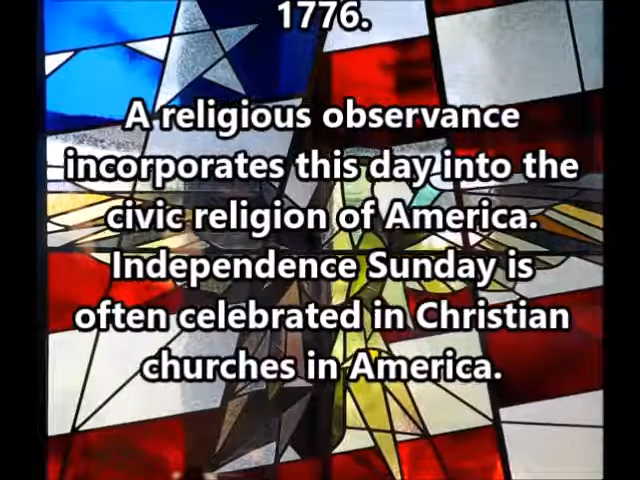 1776.
A religious observance
incorporates this day into the
civic religion of America.
Independence Sunday is
often celebrated in Christian
churches in America.